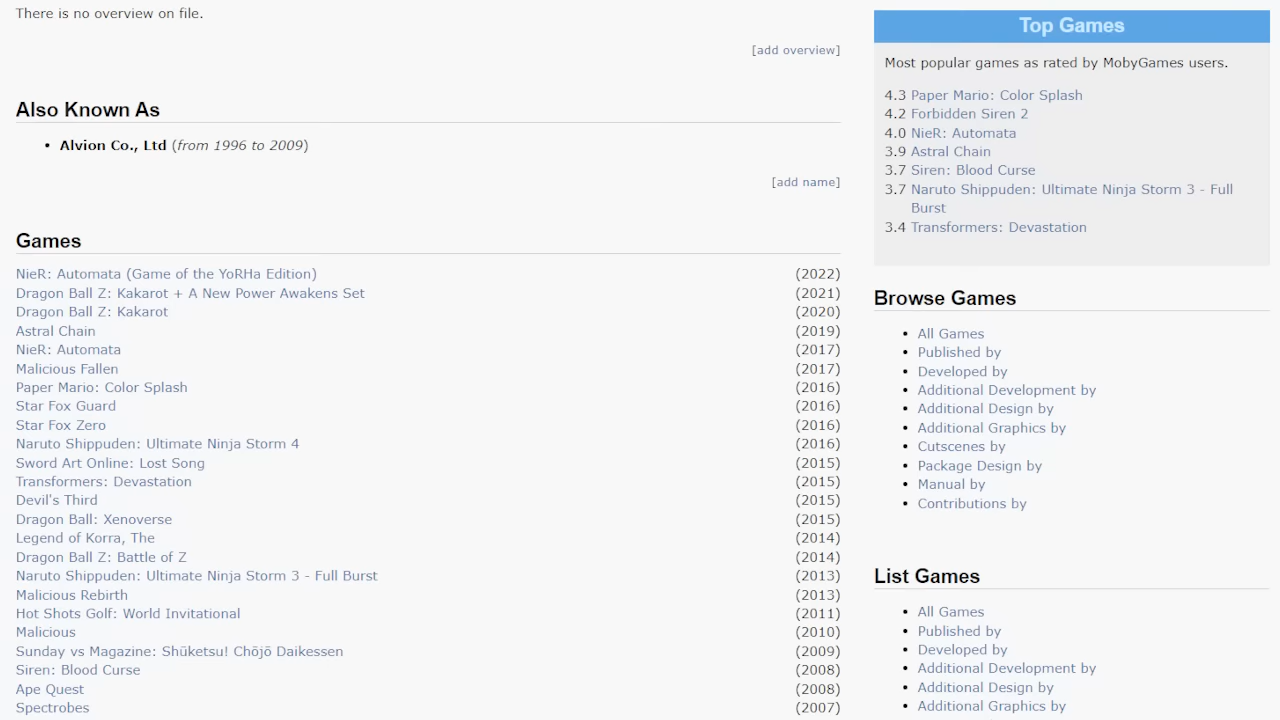 There is no overview on file.
[add overview]
Also Known As
• Alvion Co., Ltd (from 1996 to 2009)
[add name]
Games
NieR: Automata (Game of the YoRHa Edition) (2022)
Dragon Ball Z: Kakarot + A New Power Awakens Set (2021)
Dragon Ball Z: Kakarot (2020)
Astral Chain (2019)
NieR: Automata (2017)
Malicious Fallen (2017)
Paper Mario: Color Splash (2016)
Star Fox Guard (2016)
Star Fox Zero (2016)
Naruto Shippuden: Ultimate Ninja Storm 4 (2016)
Sword Art Online: Lost Song (2015)
Transformers: Devastation (2015)
Devil's Third (2015)
Dragon Ball: Xenoverse (2015)
Legend of Korra, The (2014)
Dragon Ball Z: Battle of Z (2014)
Naruto Shippuden: Ultimate Ninja Storm 3 - Full Burst (2013)
Malicious Rebirth (2013)
Hot Shots Golf: World Invitational (2011)
Malicious (2010)
Sunday vs Magazine: Shūketsu! Chōjō Daikessen (2009)
Siren: Blood Curse (2008)
Ape Quest (2008)
Spectrobes (2007)
Top Games
Most popular games as rated by MobyGames users.
4.3 Paper Mario: Color Splash
4.2 Forbidden Siren 2
4.0 NieR: Automata
3.9 Astral Chain
3.7 Siren: Blood Curse
3.7 Naruto Shippuden: Ultimate Ninja Storm 3 - Full
Burst
3.4 Transformers: Devastation
Browse Games
• All Games
• Published by
• Developed by
• Additional Development by
• Additional Design by
• Additional Graphics by
• Cutscenes by
• Package Design by
• Manual by
• Contributions by
List Games
• All Games
• Published by
• Developed by
• Additional Development by
• Additional Design by
• Additional Graphics by